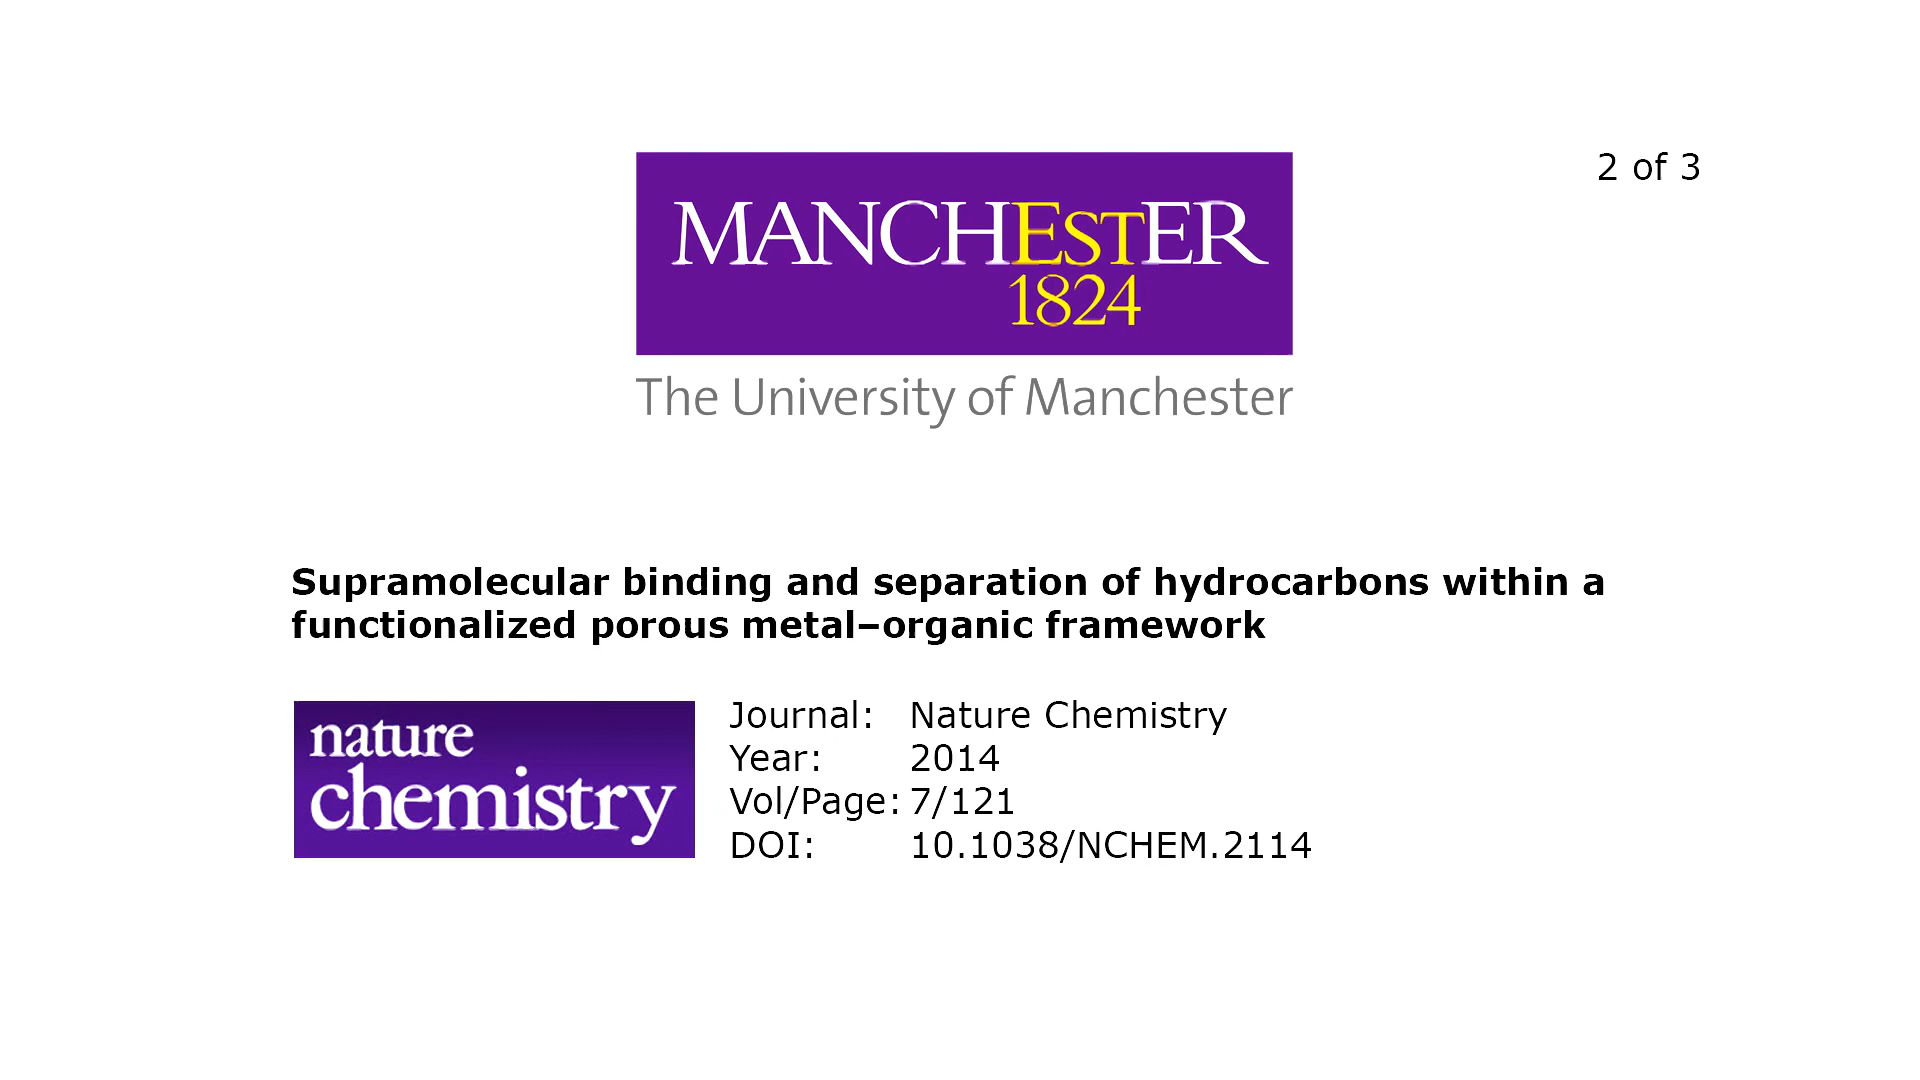 2 of 3
MANCHESTER
1824
The University of Manchester
Supramolecular binding and separation of hydrocarbons within a
functionalized porous metal–organic framework
nature
chemistry
Journal: Nature Chemistry
Year: 2014
Vol/Page: 7/121
DOI: 10.1038/NCHEM.2114